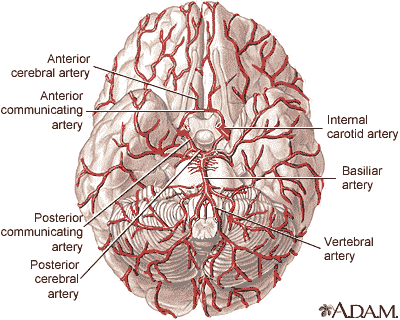 Anterior
cerebral artery
Anterior
communicating
artery
Internal
carotid artery
Basiliar
artery
Posterior
communicating
artery
Posterior
cerebral
artery
Vertebral
artery
ADAM.